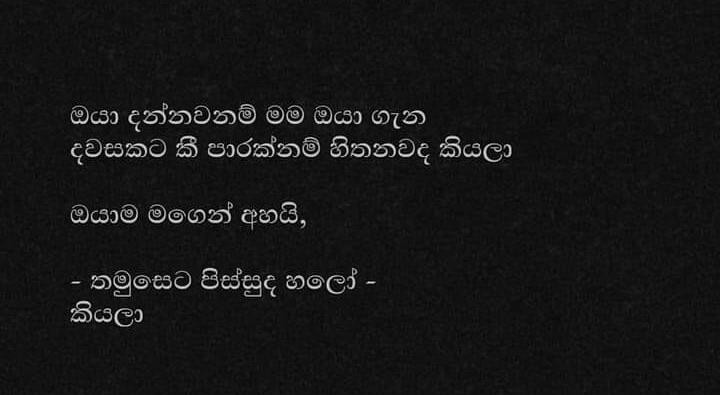 ඔයා දන්නවනම් මම ඔයා ගැන
දවසකට කී පාරක්නම් හිතනවද කියලා
ඔයාම මගෙන් අහයි,
- තමුසෙට පිස්සුද හලෝ -
කියලා